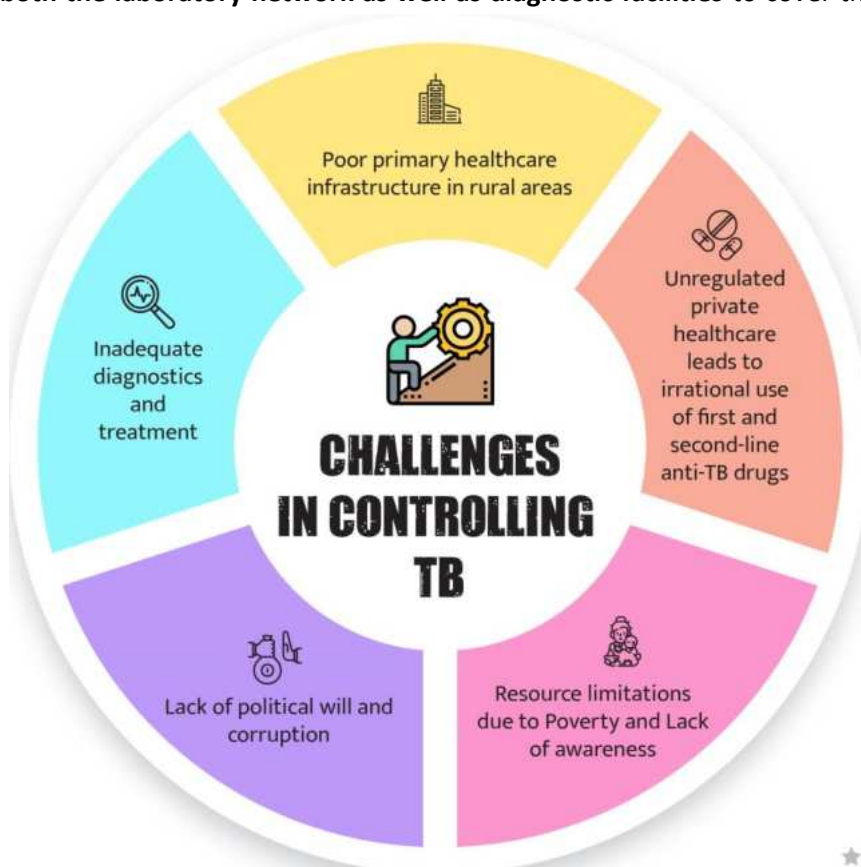 both the laboratory network as well as diagnostic facilities to cover
Poor primary healthcare
infrastructure in rural areas
Unregulated
private
healthcare
leads to
irrational use
of first and
second-line
anti-TB drugs
Resource limitations
due to Poverty and Lack
of awareness
Lack of political will and
corruption
Inadequate
diagnostics
and
treatment
CHALLENGES
IN CONTROLLING
TB